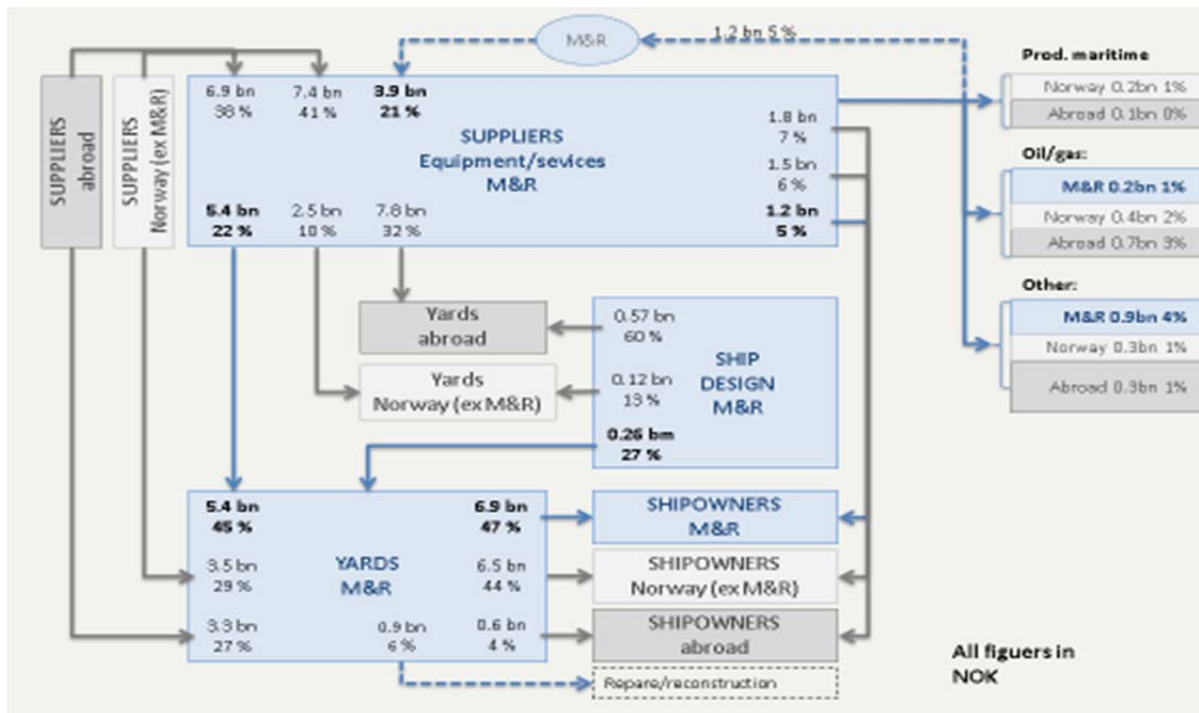 M&R
1.2 bn 5 %
SUPPLIERS
abroad
SUPPLIERS
Norway (ex M&R)
6.9 bn
38 %
7.4 bn
41 %
3.9 bn
21 %
SUPPLIERS
Equipment/sevices
M&R
1.8 bn
7 %
1.5 bn
6 %
1.2 bn
5 %
5.4 bn
22 %
2.5 bn
10 %
7.8 bn
32 %
Prod. maritime
Norway 0.2bn 1%
Abroad 0.1bn 0%
Oil/gas:
M&R 0.2bn 1%
Norway 0.4bn 2%
Abroad 0.7bn 3%
Other:
M&R 0.9bn 4%
Norway 0.3bn 1%
Abroad 0.3bn 1%
Yards
abroad
Yards
Norway (ex M&R)
0.57 bn
60 %
0.12 bn
13 %
0.26 bm
27 %
SHIP
DESIGN
M&R
5.4 bn
45 %
3.5 bn
29 %
3.3 bn
27 %
YARDS
M&R
6.9 bn
47 %
6.5 bn
44 %
0.9 bn
6 %
0.6 bn
4 %
SHIPOWNERS
M&R
SHIPOWNERS
Norway (ex M&R)
SHIPOWNERS
abroad
Repare/reconstruction
All figuers in
NOK